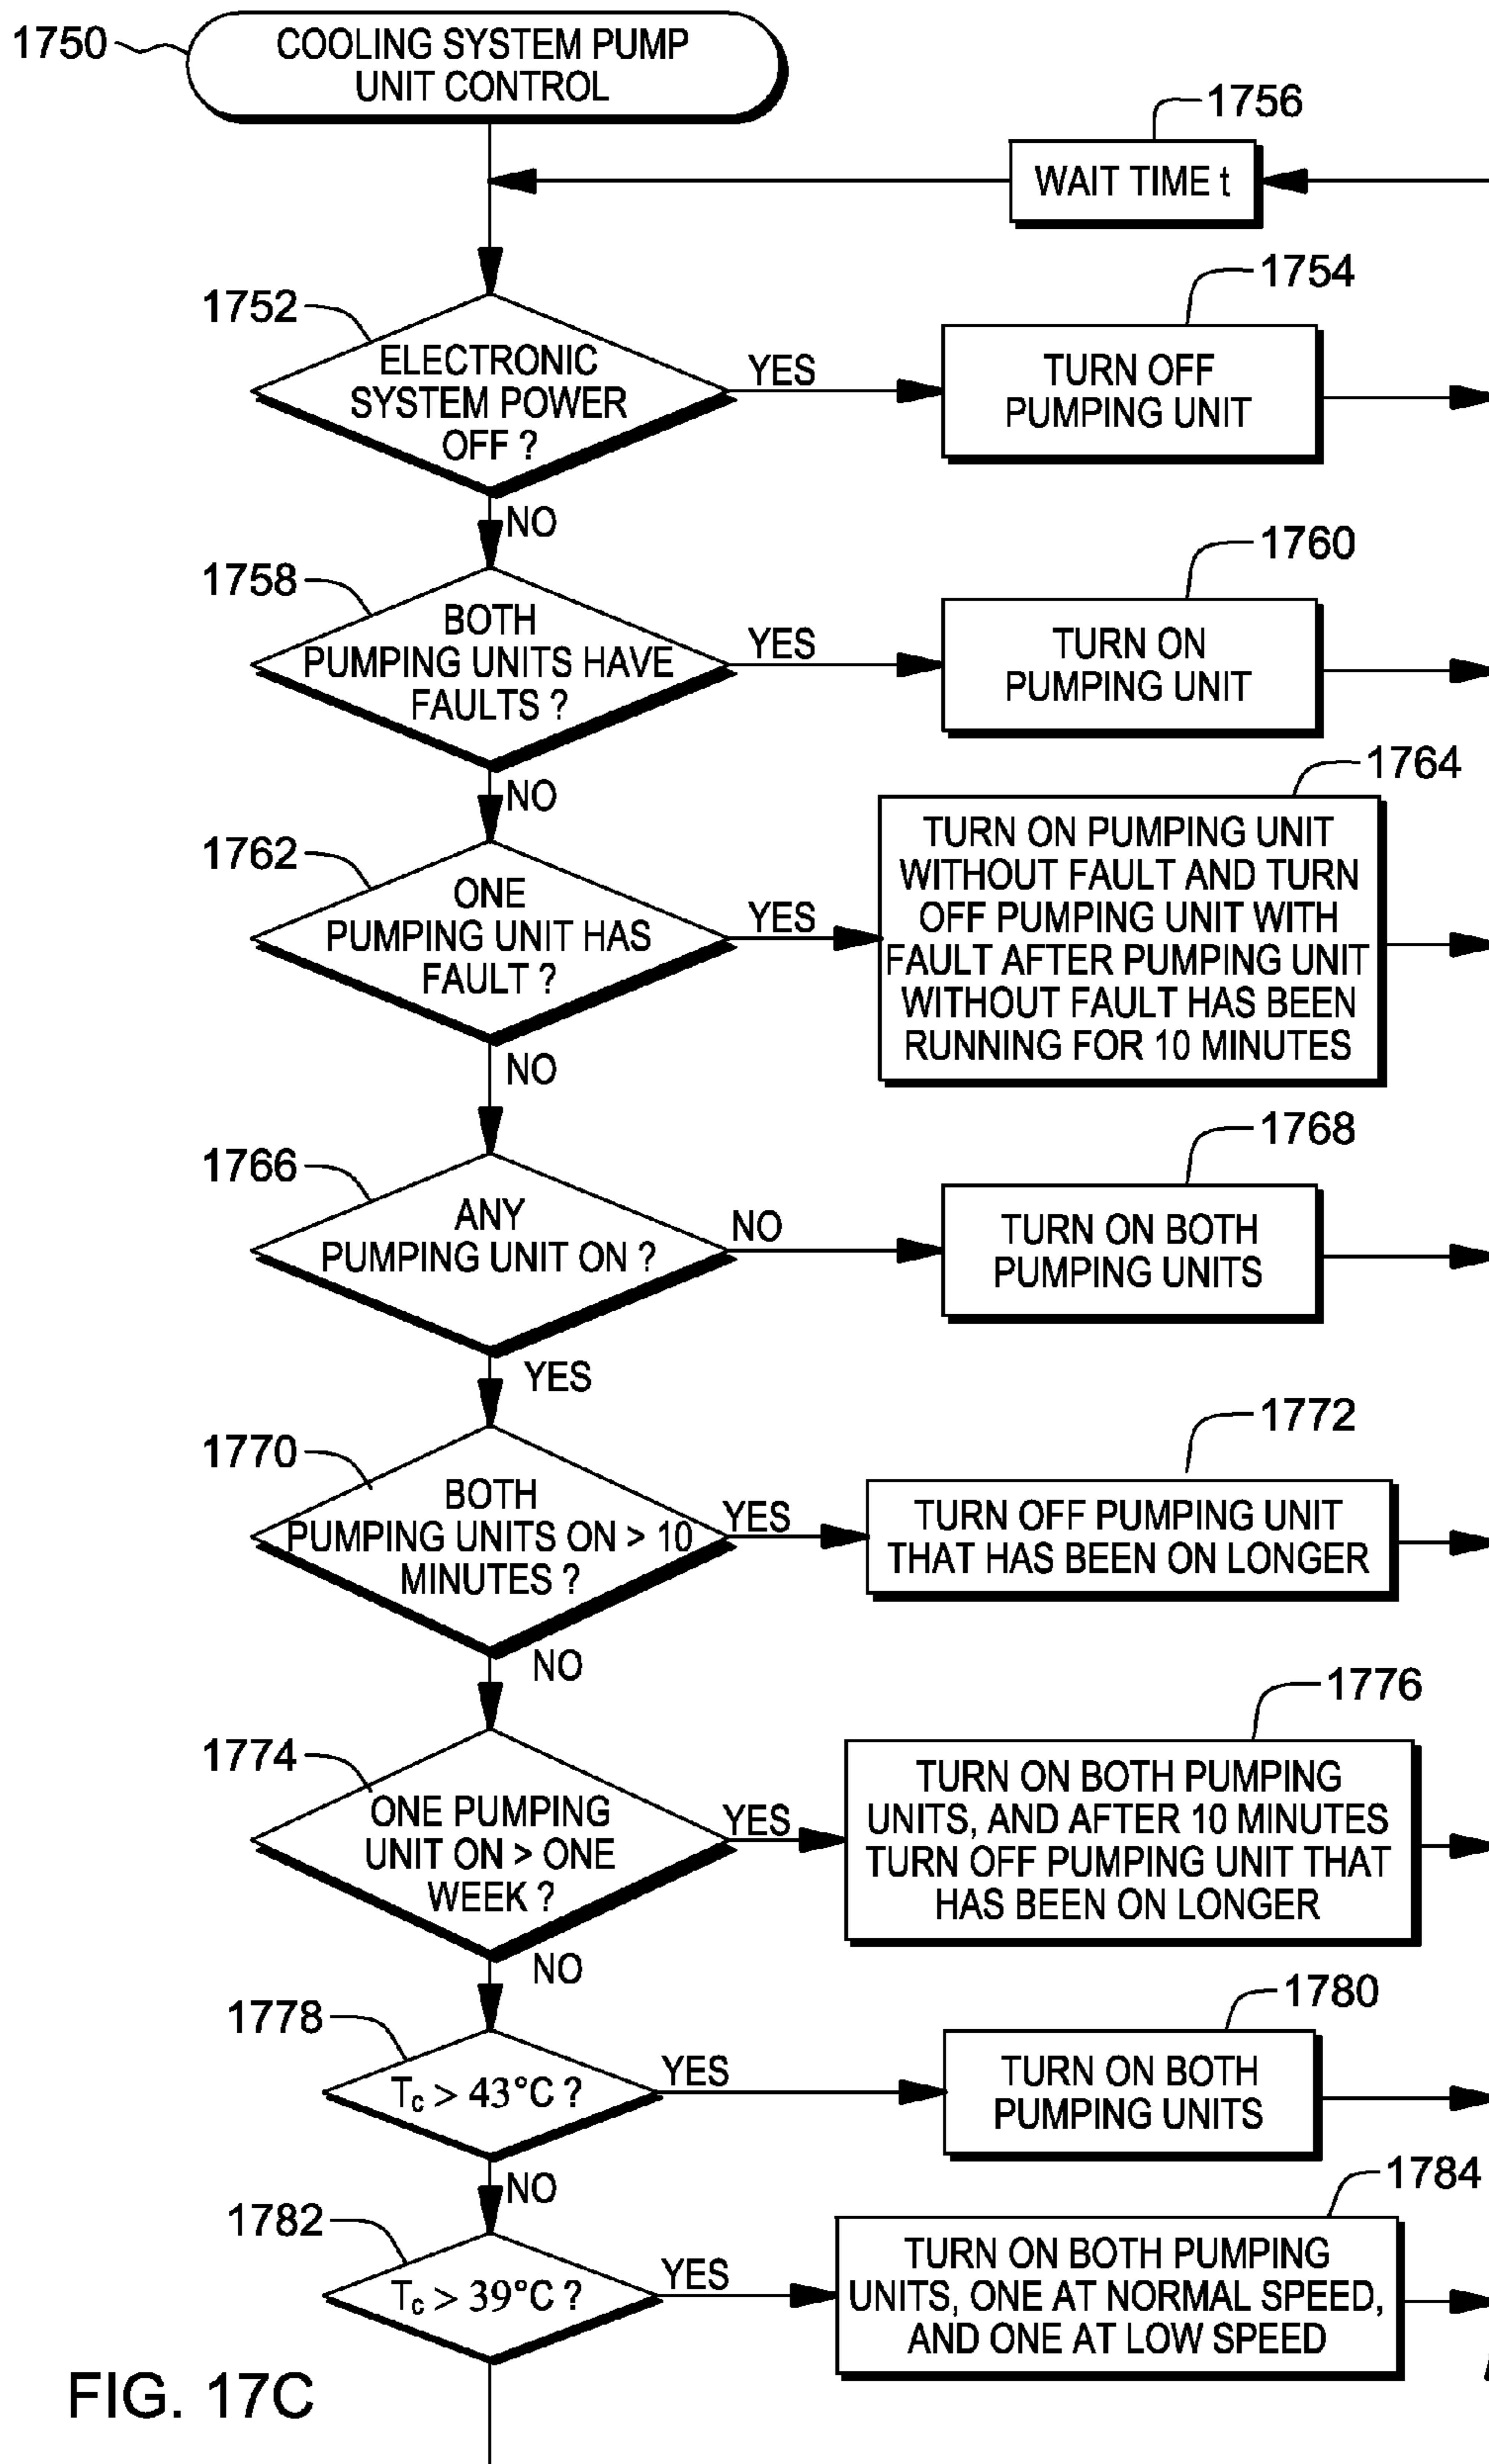 1750
COOLING SYSTEM PUMP
UNIT CONTROL
1756
WAIT TIME t
1752
ELECTRONIC
SYSTEM POWER
OFF ?
YES
1754
TURN OFF
PUMPING UNIT
NO
1758
BOTH
PUMPING UNITS HAVE
FAULTS ?
YES
1760
TURN ON
PUMPING UNIT
NO
1762
ONE
PUMPING UNIT HAS
FAULT ?
YES
1764
TURN ON PUMPING UNIT
WITHOUT FAULT AND TURN
OFF PUMPING UNIT WITH
FAULT AFTER PUMPING UNIT
WITHOUT FAULT HAS BEEN
RUNNING FOR 10 MINUTES
NO
1766
ANY
PUMPING UNIT ON ?
NO
1768
TURN ON BOTH
PUMPING UNITS
YES
1770
BOTH
PUMPING UNITS ON > 10
MINUTES ?
YES
1772
TURN OFF PUMPING UNIT
THAT HAS BEEN ON LONGER
NO
1774
ONE PUMPING
UNIT ON > ONE
WEEK ?
YES
1776
TURN ON BOTH PUMPING
UNITS, AND AFTER 10 MINUTES
TURN OFF PUMPING UNIT THAT
HAS BEEN ON LONGER
NO
1778
Tc > 43°C ?
YES
1780
TURN ON BOTH
PUMPING UNITS
NO
1782
Tc > 39°C ?
YES
1784
TURN ON BOTH PUMPING
UNITS, ONE AT NORMAL SPEED,
AND ONE AT LOW SPEED
FIG. 17C